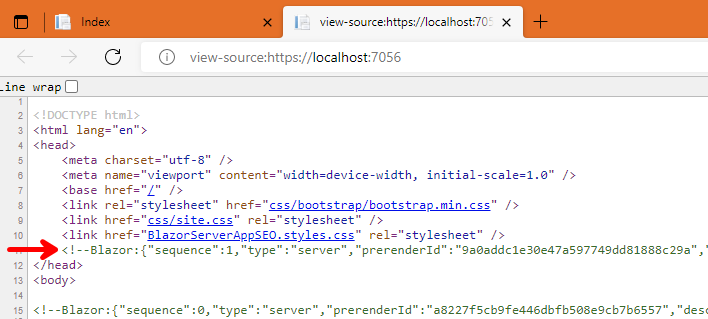 Index
view-source:https://localhost:705
view-source:https://localhost:7056
Line wrap
1
2 <!DOCTYPE html>
3 <html lang="en">
4 <head>
5 <meta charset="utf-8" />
6 <meta name="viewport" content="width=device-width, initial-scale=1.0" />
7 <base href="/" />
8 <link rel="stylesheet" href="css/bootstrap/bootstrap.min.css" />
9 <link href="css/site.css" rel="stylesheet" />
10 <link href="BlazorServerAppSEO.styles.css" rel="stylesheet" />
<!--Blazor:{"sequence":1,"type":"server","prerenderId":"9a0addc1e30e47a597749dd81888c29a","
12 </head>
13 <body>
14
15 <!--Blazor:{"sequence":0,"type":"server","prerenderId":"a8227f5cb9fe446dbfb508e9cb7b6557","desc